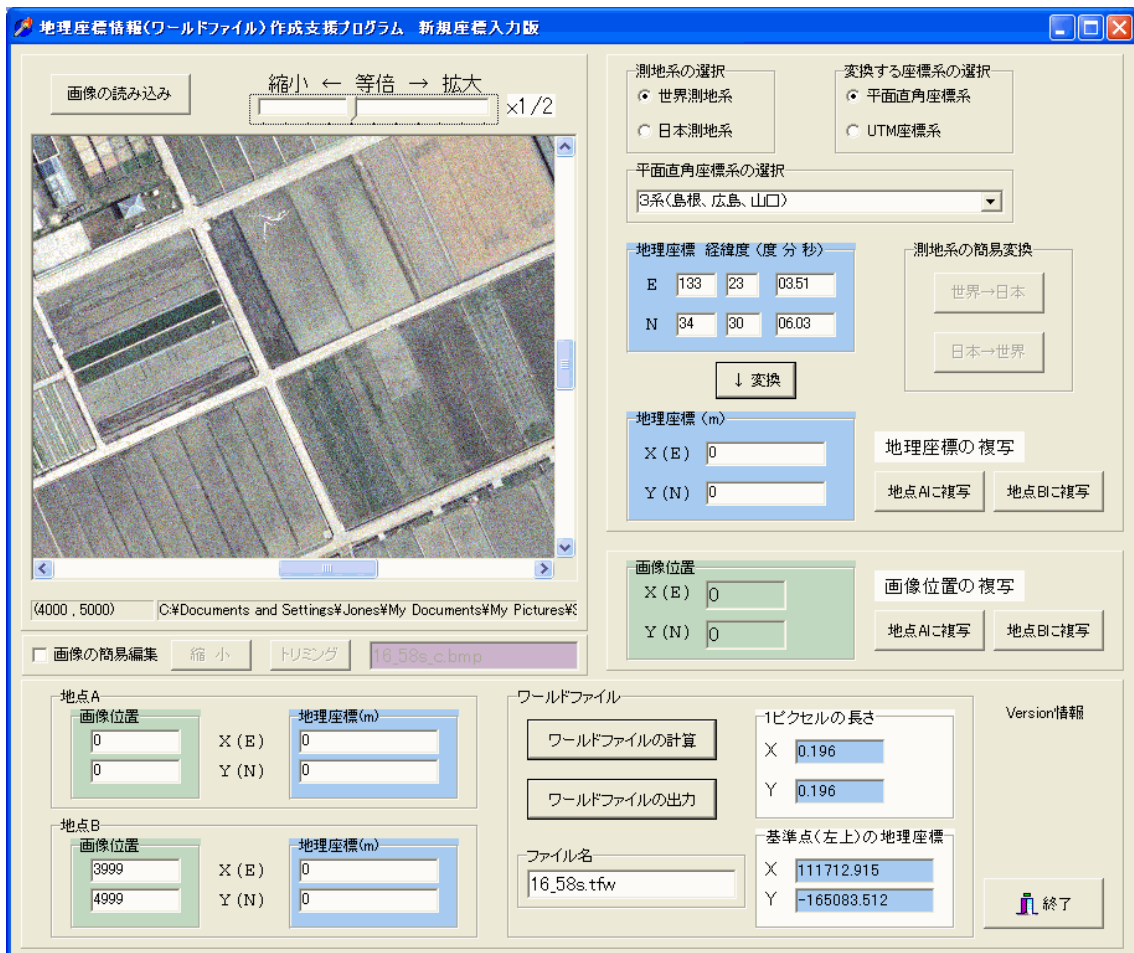 地理座標情報(ワールドファイル)作成支援プログラム 新規座標入力版
画像の読み込み
縮小 ← 等倍 → 拡大
×1/2
(4000 , 5000)
C:¥Documents and Settings¥Jones¥My Documents¥My Pictures¥S
画像の簡易編集
縮 小
トリミング
16_58s_c.bmp
測地系の選択
世界測地系
日本測地系
変換する座標系の選択
平面直角座標系
UTM座標系
平面直角座標系の選択
3系(島根、広島、山口)
地理座標 経緯度 (度 分 秒)
E 133 23 03.51
N 34 30 06.03
測地系の簡易変換
世界→日本
日本→世界
↓ 変換
地理座標 (m)
X (E) 0
Y (N) 0
地理座標の 複写
地点Aに複写 地点Bに複写
画像位置
X (E) 0
Y (N) 0
画像位置の 複写
地点Aに複写 地点Bに複写
地点A
画像位置 地理座標(m)
0 X (E) 0
0 Y (N) 0
地点B
画像位置 地理座標(m)
3999 X (E) 0
4999 Y (N) 0
ワールドファイル
ワールドファイルの計算
ワールドファイルの出力
ファイル名
16_58s.tfw
1ピクセルの長さ
X 0.196
Y 0.196
基準点(左上)の地理座標
X 111712.915
Y -165083.512
Version情報
終了